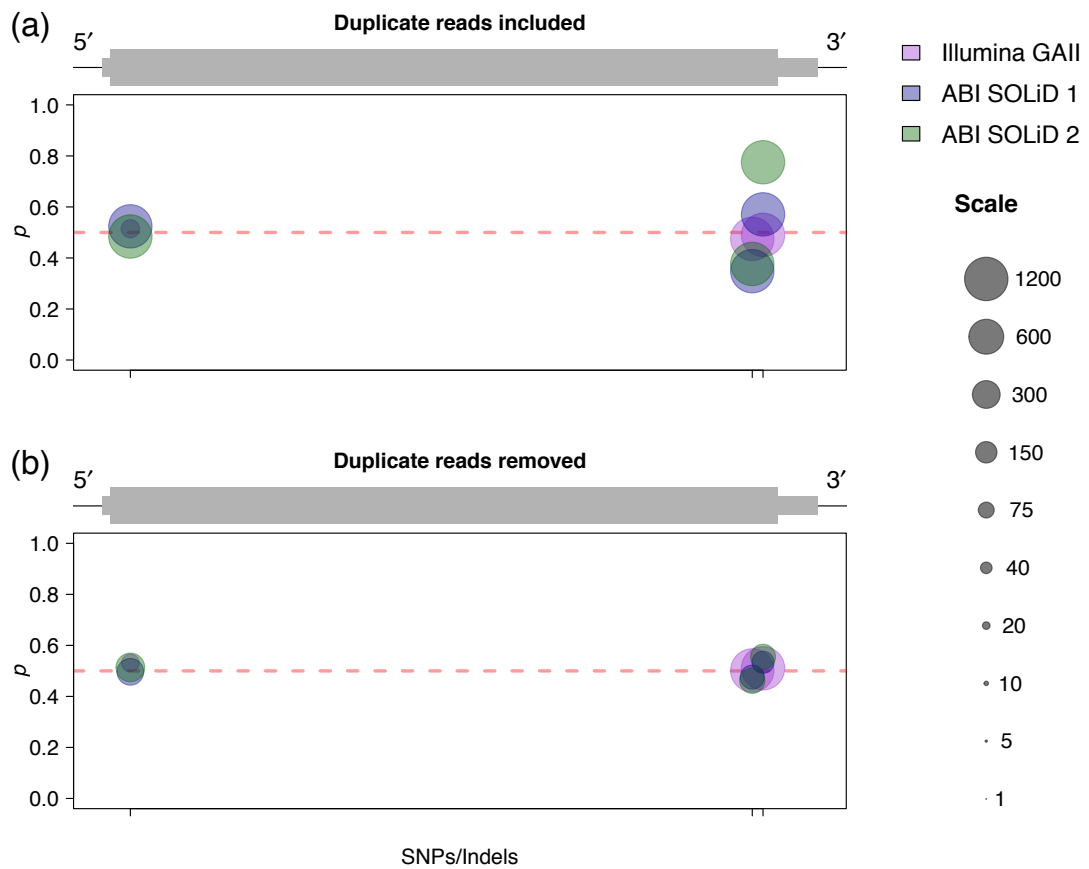 (a)
Duplicate reads included
5′
3′
1.0
0.8
0.6
0.4
0.2
0.0
p
(b)
Duplicate reads removed
5′
3′
1.0
0.8
0.6
0.4
0.2
0.0
p
SNPs/Indels
Illumina GAII
ABI SOLiD 1
ABI SOLiD 2
Scale
1200
600
300
150
75
40
20
10
5
1